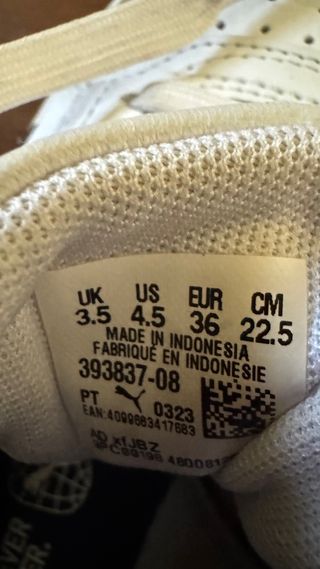 UK US EUR CM
3.5 4.5 36 22.5
MADE IN INDONESIA
FABRIQUÉ EN INDONESIE
393837-08
PT 0323
EAN:4099683417683